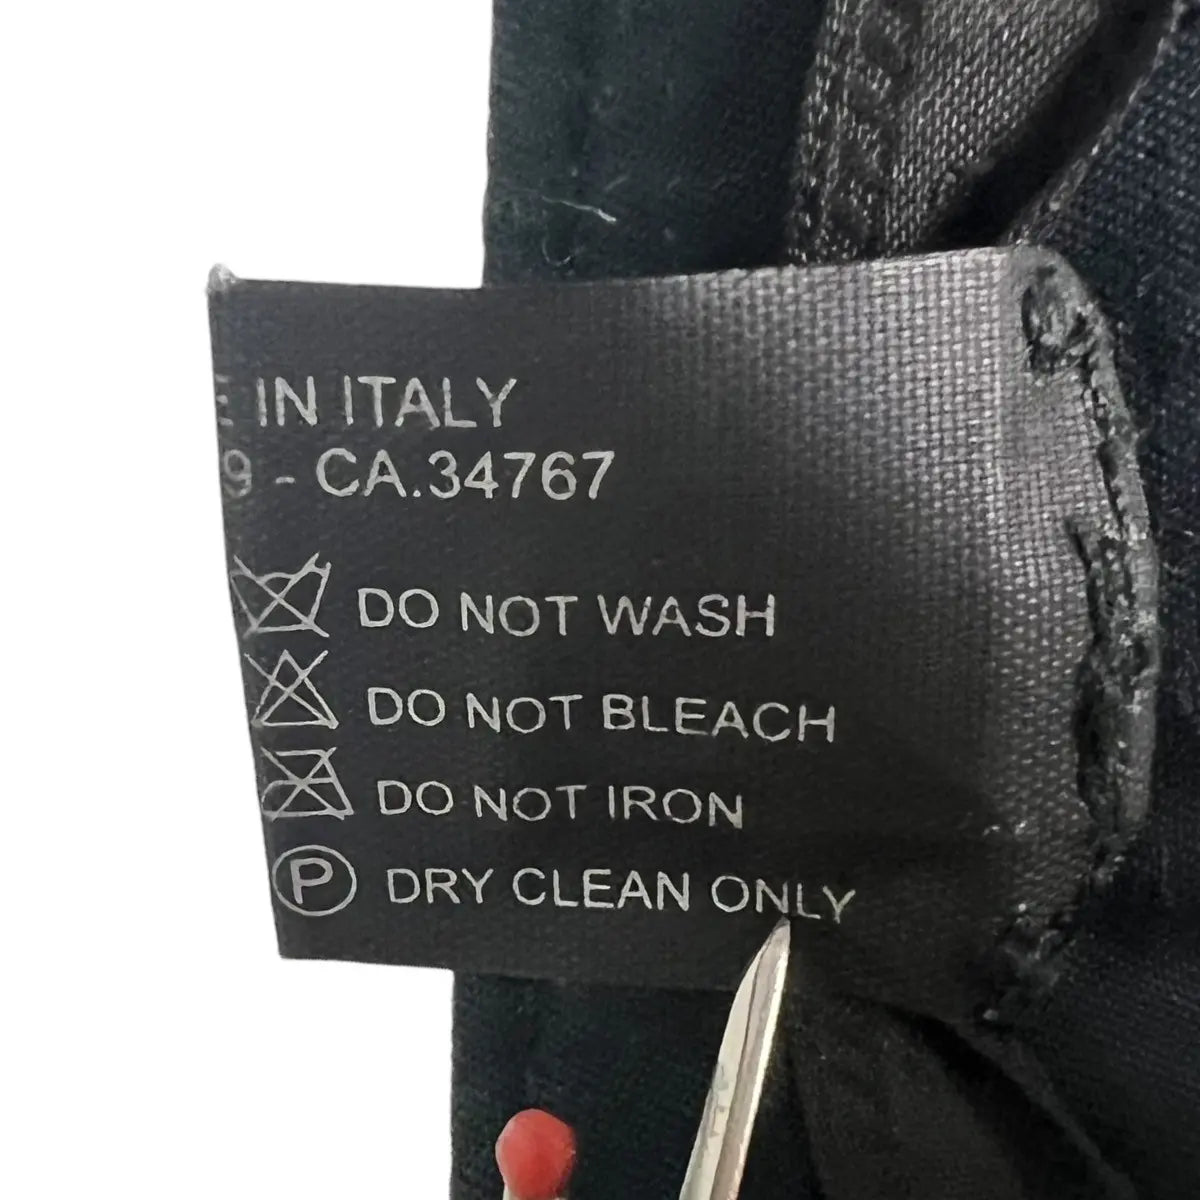 IN ITALY
9 - CA.34767
DO NOT WASH
DO NOT BLEACH
DO NOT IRON
P DRY CLEAN ONLY